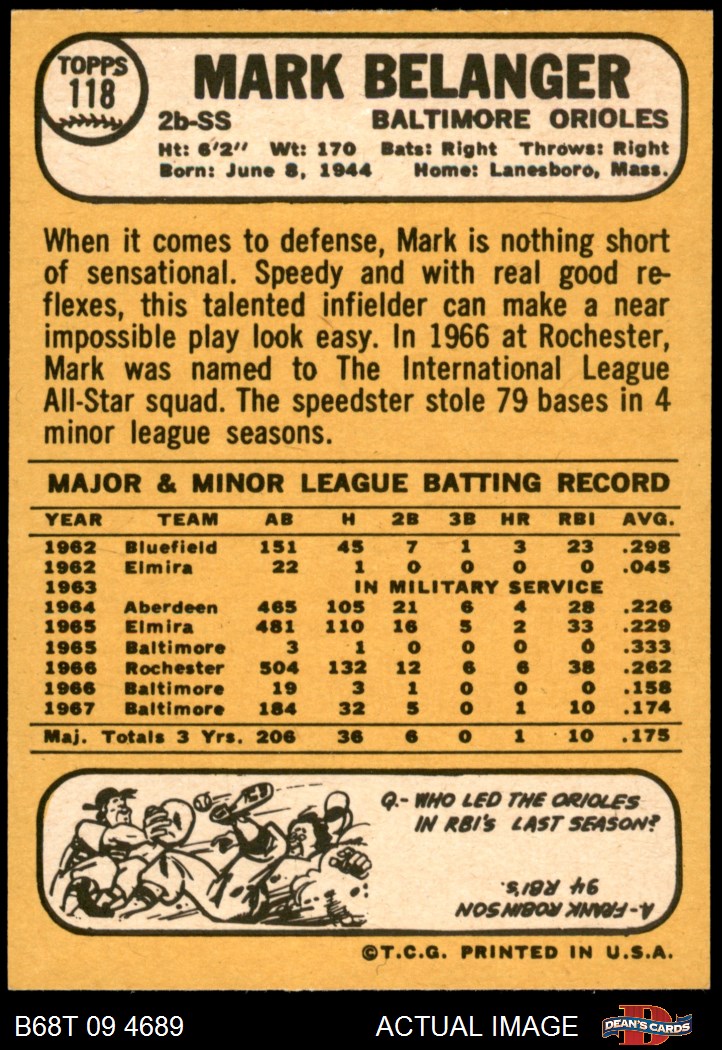 TOPPS
118
MARK BELANGER
2b-SS BALTIMORE ORIOLES
Ht: 6'2" Wt: 170 Bats: Right Throws: Right
Born: June 8, 1944 Home: Lanesboro, Mass.
When it comes to defense, Mark is nothing short
of sensational. Speedy and with real good re-
flexes, this talented infielder can make a near
impossible play look easy. In 1966 at Rochester,
Mark was named to The International League
All-Star squad. The speedster stole 79 bases in 4
minor league seasons.
MAJOR & MINOR LEAGUE BATTING RECORD
YEAR TEAM AB H 2B 3B HR RBI AVG.
1962 Bluefield 151 45 7 1 3 23 .298
1962 Elmira 22 1 0 0 0 0 .045
1963 IN MILITARY SERVICE
1964 Aberdeen 465 105 21 6 4 28 .226
1965 Elmira 481 110 16 5 2 33 .229
1965 Baltimore 3 1 0 0 0 0 .333
1966 Rochester 504 132 12 6 6 38 .262
1966 Baltimore 19 3 1 0 0 0 .158
1967 Baltimore 184 32 5 0 1 10 .174
Maj. Totals 3 Yrs. 206 36 6 0 1 10 .175
Q.- WHO LED THE ORIOLES
IN RBI'S LAST SEASON?
A-FRANK ROBINSON
94 RBI'S.
©T.C.G. PRINTED IN U.S.A.
B68T 09 4689 ACTUAL IMAGE DEAN'S CARDS